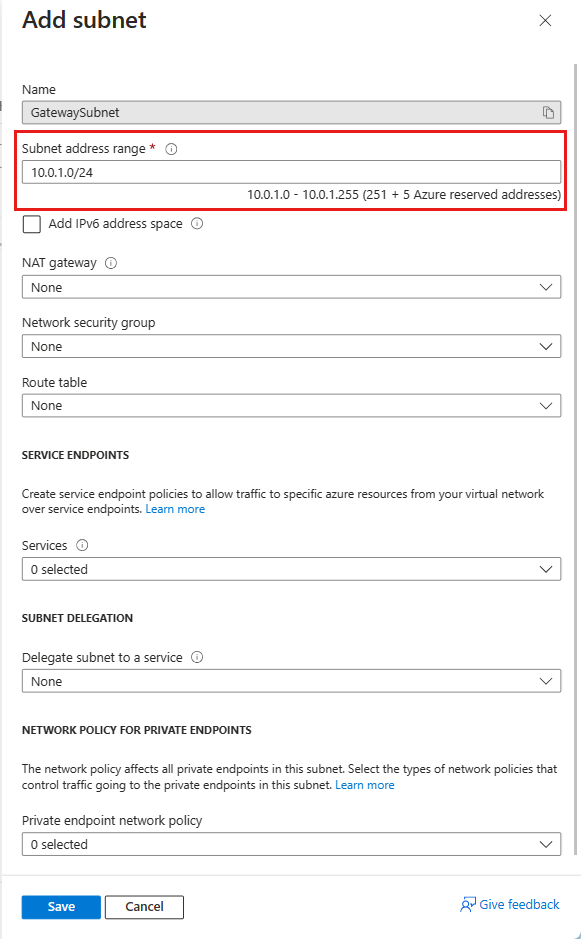 Add subnet
Name
GatewaySubnet
Subnet address range *
10.0.1.0/24
10.0.1.0 - 10.0.1.255 (251 + 5 Azure reserved addresses)
Add IPv6 address space
NAT gateway
None
Network security group
None
Route table
None
SERVICE ENDPOINTS
Create service endpoint policies to allow traffic to specific azure resources from your virtual network
over service endpoints. Learn more
Services
0 selected
SUBNET DELEGATION
Delegate subnet to a service
None
NETWORK POLICY FOR PRIVATE ENDPOINTS
The network policy affects all private endpoints in this subnet. Select the types of network policies that
control traffic going to the private endpoints in this subnet. Learn more
Private endpoint network policy
0 selected
Save
Cancel
Give feedback